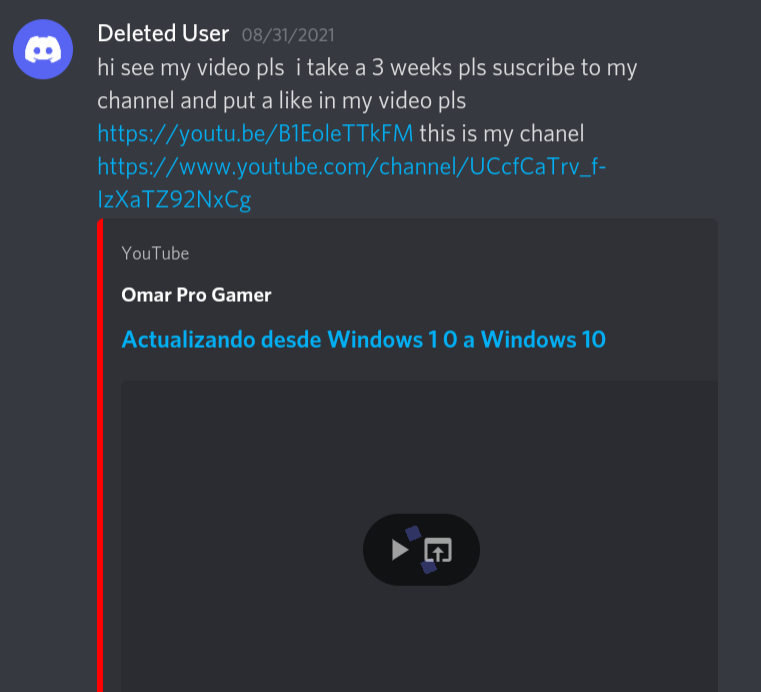 Deleted User 08/31/2021
hi see my video pls  i take a 3 weeks pls suscribe to my
channel and put a like in my video pls
https://youtu.be/B1EoleTTkFM this is my chanel
https://www.youtube.com/channel/UCcfCaTrv_f-
IzXaTZ92NxCg
YouTube
Omar Pro Gamer
Actualizando desde Windows 1 0 a Windows 10